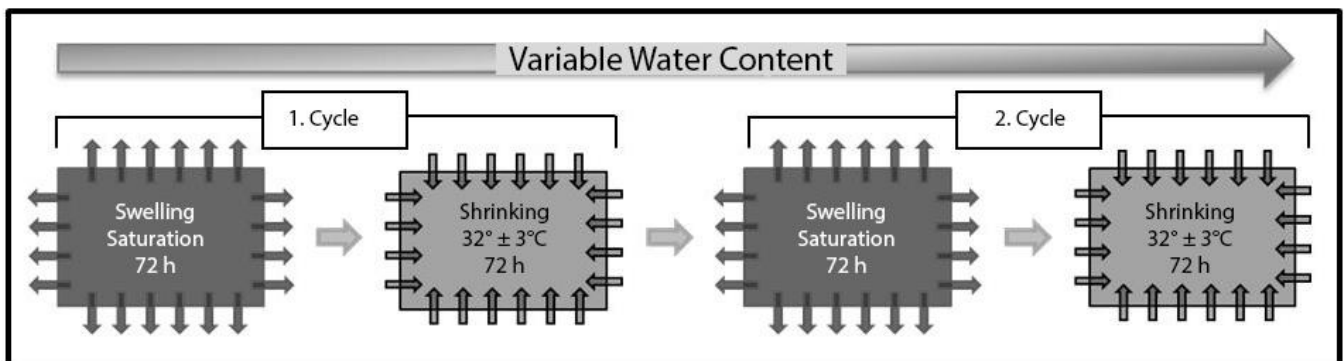 Variable Water Content
1. Cycle
2. Cycle
Swelling
Saturation
72 h
Shrinking
32° ± 3°C
72 h
Swelling
Saturation
72 h
Shrinking
32° ± 3°C
72 h